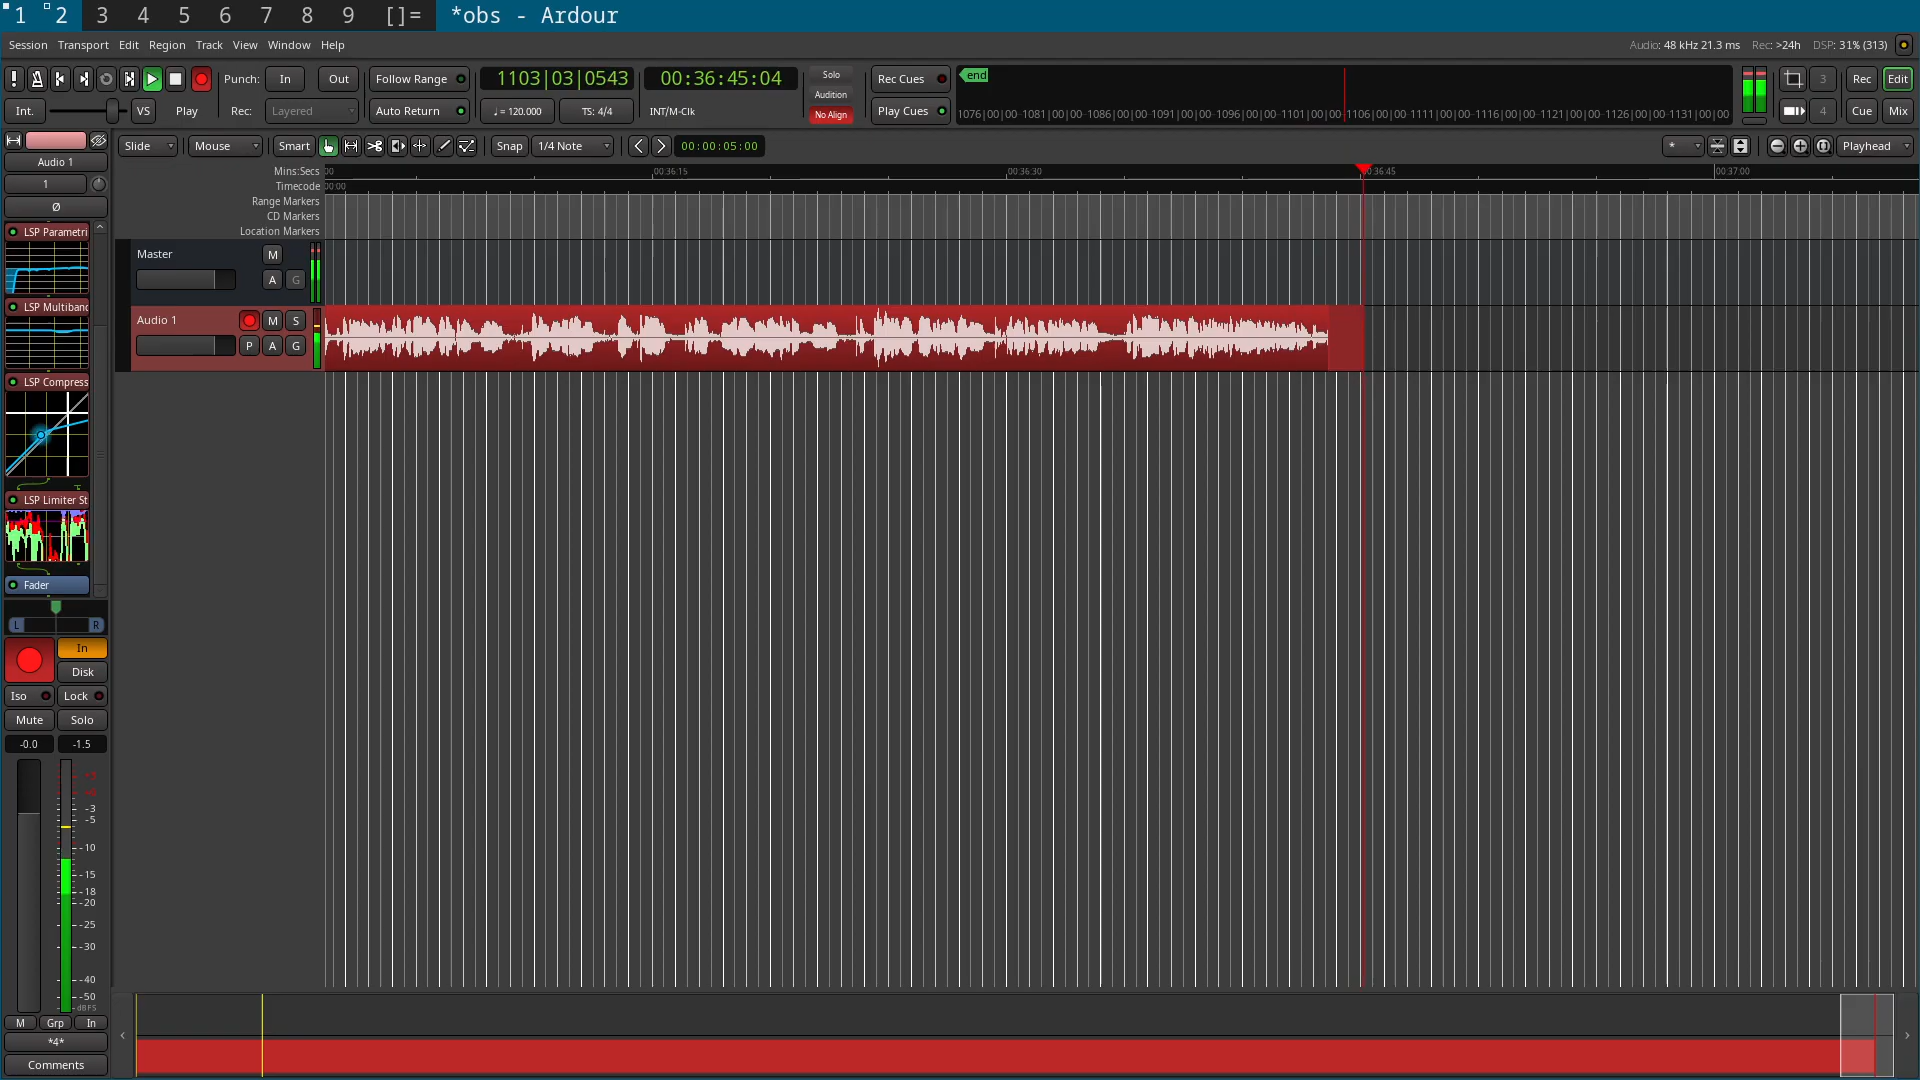 1 2 3 4 5 6 7 8 9 []= *obs - Ardour
Session Transport Edit Region Track View Window Help
Audio: 48 kHz 21.3 ms Rec: >24h DSP: 31% (313)
Punch: In Out Follow Range 1103|03|0543 00:36:45:04 Solo Rec Cues end 3 Rec Edit
Audition
Int. VS Play Rec: Layered Auto Return ♩ = 120.000 TS: 4/4 INT/M-Clk No Align Play Cues 4 Cue Mix
1076|00|00 1081|00|00 1086|00|00 1091|00|00 1096|00|00 1101|00|00 1106|00|00 1111|00|00 1116|00|00 1121|00|00 1126|00|00 1131|00|00
Slide Mouse Smart Snap 1/4 Note 00:00:05:00 * Playhead
Audio 1
1
Ø
Mins:Secs 00 00:36:15 00:36:30 00:36:45 00:37:00
Timecode 00:00
Range Markers
CD Markers
Location Markers
LSP Parametri
LSP Multiband
LSP Compress
LSP Limiter St
Fader
L R
Master M
A G
Audio 1 M S
P A G
In
Disk
Iso Lock
Mute Solo
-0.0 -1.5
+3
-3
-5
-10
-15
-18
-20
-25
-30
-40
-50
dBFS
M Grp In
*4*
Comments